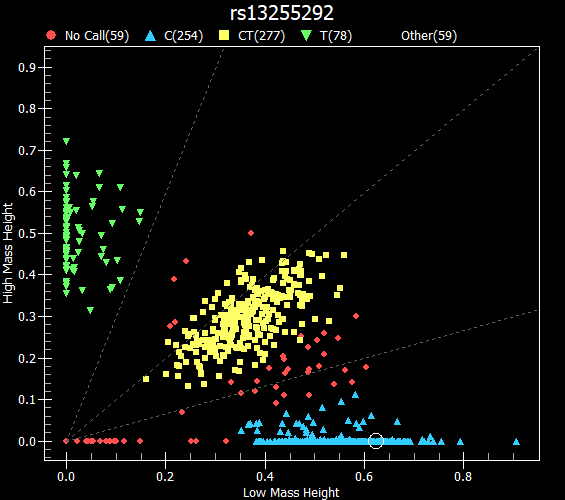 rs13255292
No Call(59) C(254) CT(277) T(78) Other(59)
High Mass Height
0.9
0.8
0.7
0.6
0.5
0.4
0.3
0.2
0.1
0.0
0.0 0.2 0.4 0.6 0.8
Low Mass Height